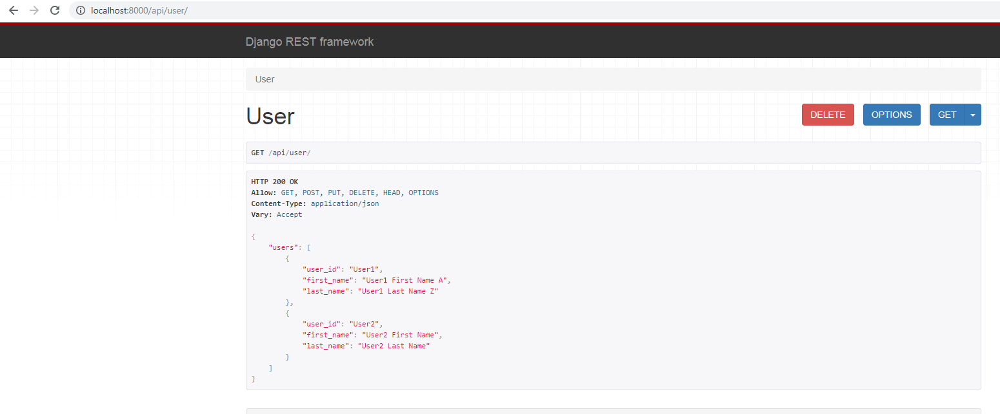 localhost:8000/api/user/
Django REST framework
User
User
DELETE
OPTIONS
GET
GET /api/user/
HTTP 200 OK
Allow: GET, POST, PUT, DELETE, HEAD, OPTIONS
Content-Type: application/json
Vary: Accept
{
    "users": [
        {
            "user_id": "User1",
            "first_name": "User1 First Name A",
            "last_name": "User1 Last Name Z"
        },
        {
            "user_id": "User2",
            "first_name": "User2 First Name",
            "last_name": "User2 Last Name"
        }
    ]
}